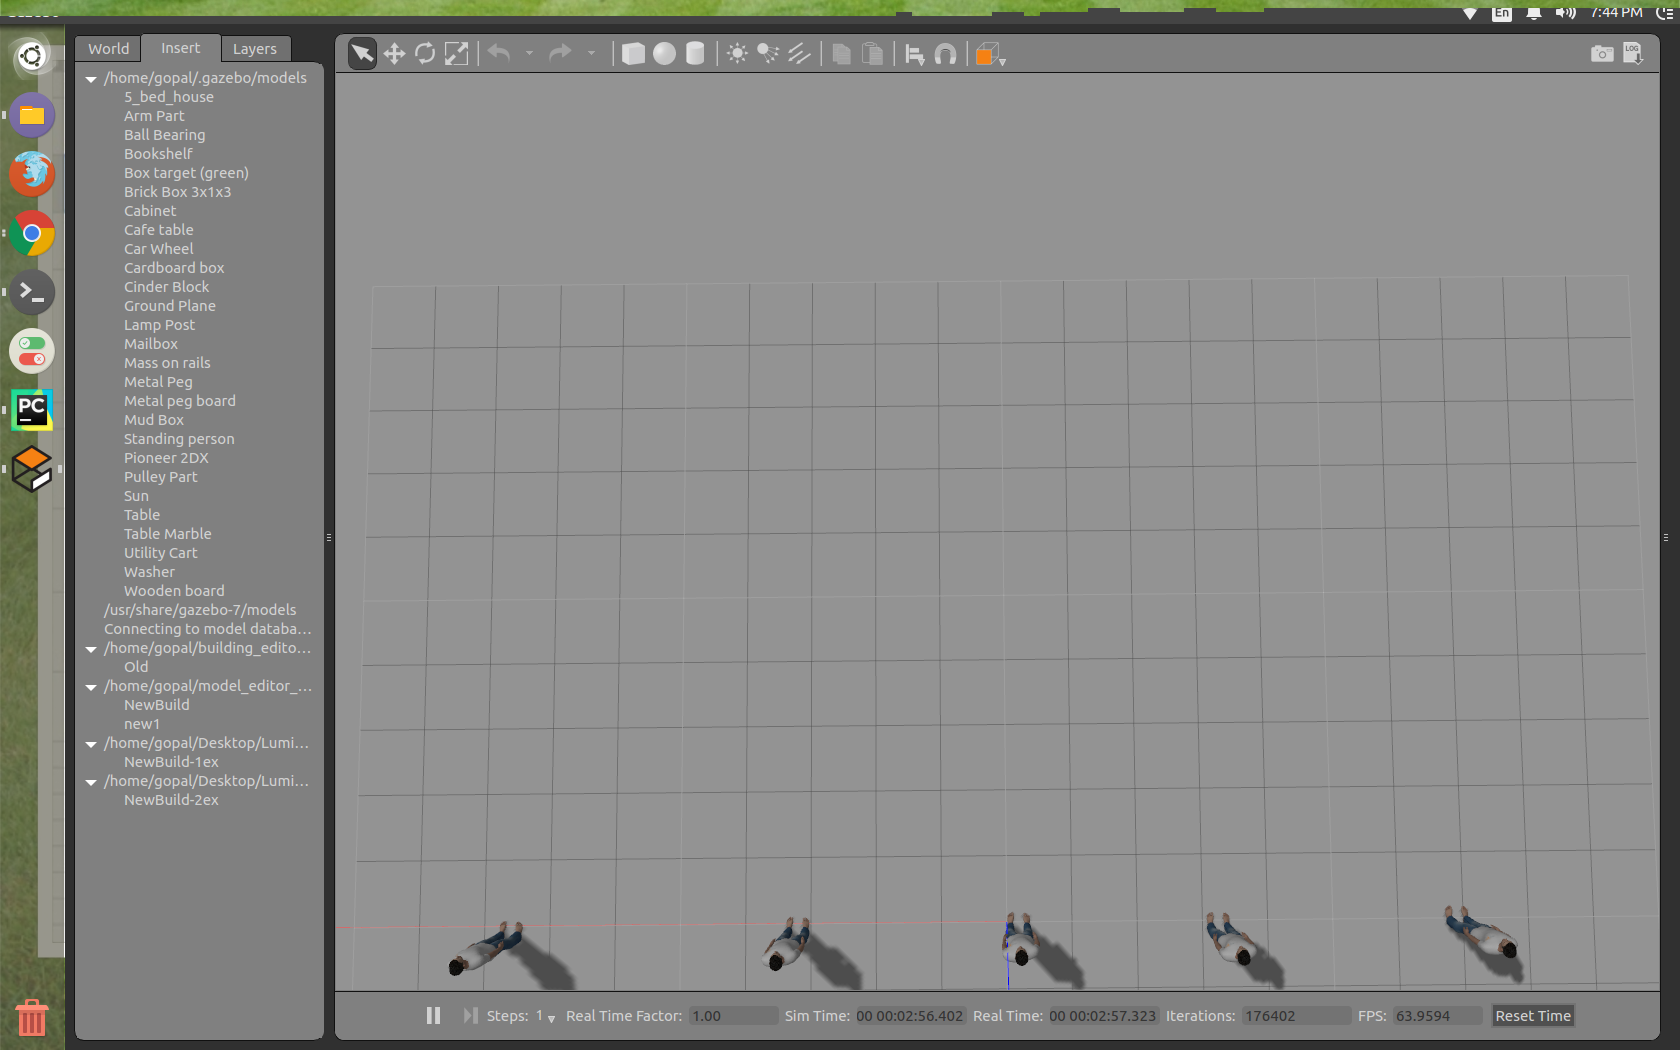 En
7:44 PM
World Insert Layers
/home/gopal/.gazebo/models
5_bed_house
Arm Part
Ball Bearing
Bookshelf
Box target (green)
Brick Box 3x1x3
Cabinet
Cafe table
Car Wheel
Cardboard box
Cinder Block
Ground Plane
Lamp Post
Mailbox
Mass on rails
Metal Peg
Metal peg board
Mud Box
Standing person
Pioneer 2DX
Pulley Part
Sun
Table
Table Marble
Utility Cart
Washer
Wooden board
/usr/share/gazebo-7/models
Connecting to model databa...
/home/gopal/building_edito...
Old
/home/gopal/model_editor_...
NewBuild
new1
/home/gopal/Desktop/Lumi...
NewBuild-1ex
/home/gopal/Desktop/Lumi...
NewBuild-2ex
PC
LOG
Steps: 1 Real Time Factor: 1.00 Sim Time: 00 00:02:56.402 Real Time: 00 00:02:57.323 Iterations: 176402 FPS: 63.9594 Reset Time